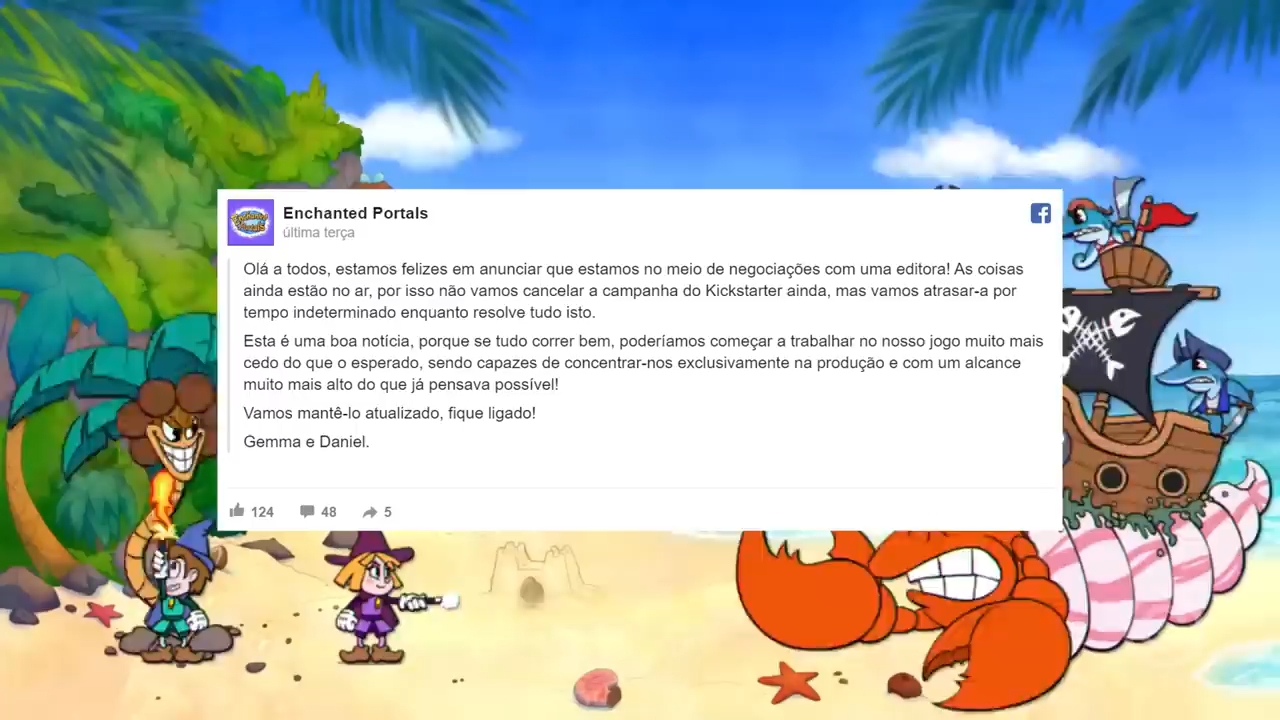 Enchanted Portals
Enchanted Portals
última terça
Olá a todos, estamos felizes em anunciar que estamos no meio de negociações com uma editora! As coisas
ainda estão no ar, por isso não vamos cancelar a campanha do Kickstarter ainda, mas vamos atrasar-a por
tempo indeterminado enquanto resolve tudo isto.
Esta é uma boa notícia, porque se tudo correr bem, poderíamos começar a trabalhar no nosso jogo muito mais
cedo do que o esperado, sendo capazes de concentrar-nos exclusivamente na produção e com um alcance
muito mais alto do que já pensava possível!
Vamos mantê-lo atualizado, fique ligado!
Gemma e Daniel.
124 48 5